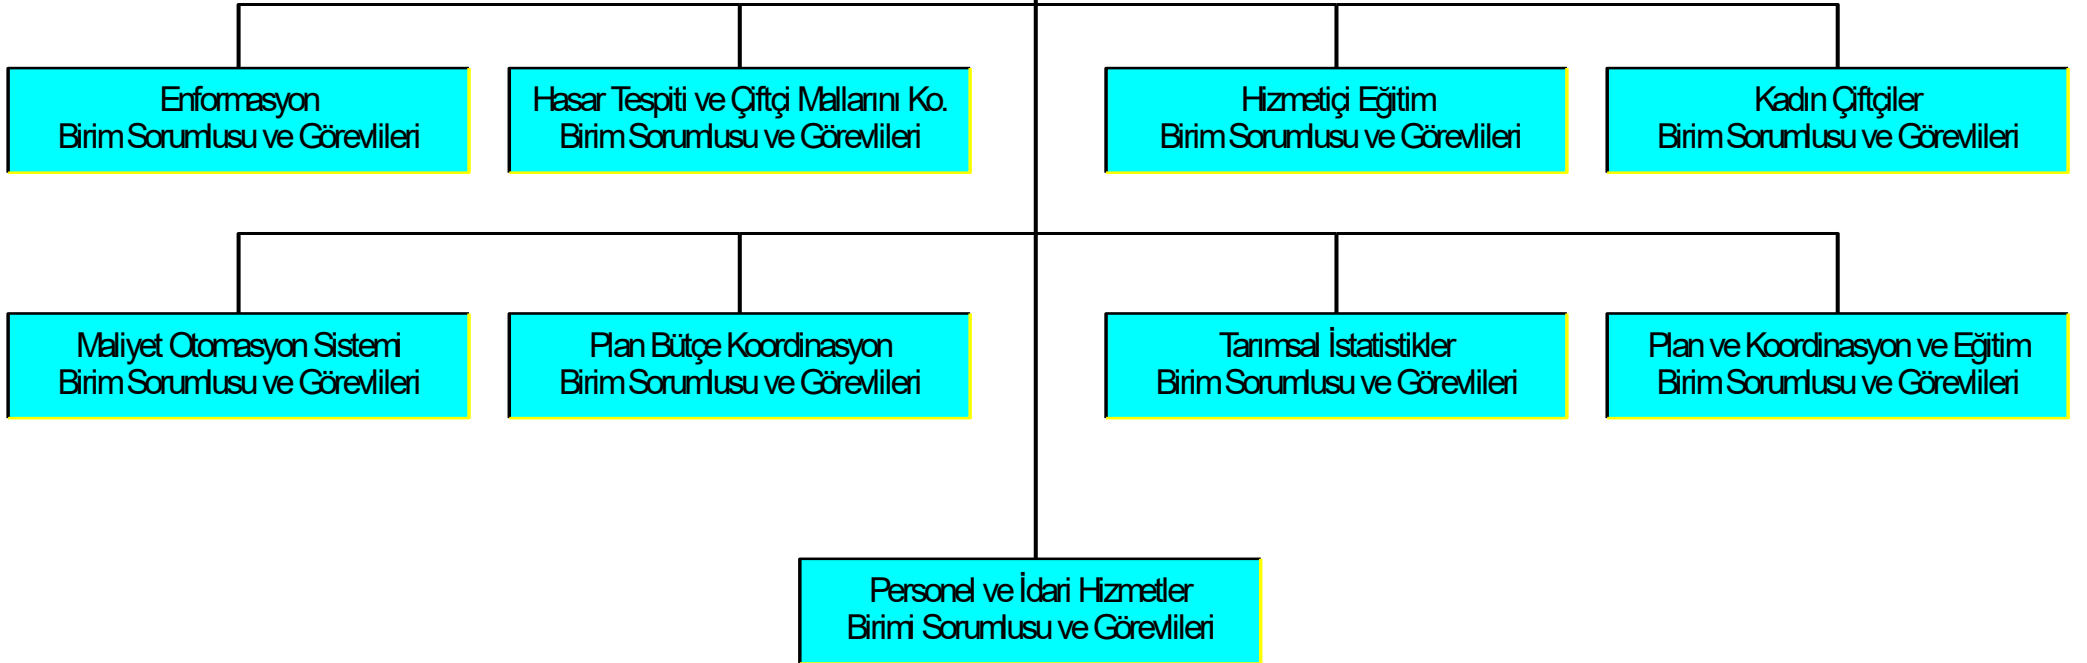 Enformasyon
Birim Sorumlusu ve Görevlileri
Hasar Tespiti ve Çiftçi Mallarını Ko.
Birim Sorumlusu ve Görevlileri
Hizmetiçi Eğitim
Birim Sorumlusu ve Görevlileri
Kadın Çiftçiler
Birim Sorumlusu ve Görevlileri
Maliyet Otomasyon Sistemi
Birim Sorumlusu ve Görevlileri
Plan Bütçe Koordinasyon
Birim Sorumlusu ve Görevlileri
Tarımsal İstatistikler
Birim Sorumlusu ve Görevlileri
Plan ve Koordinasyon ve Eğitim
Birim Sorumlusu ve Görevlileri
Personel ve İdari Hizmetler
Birimi Sorumlusu ve Görevlileri